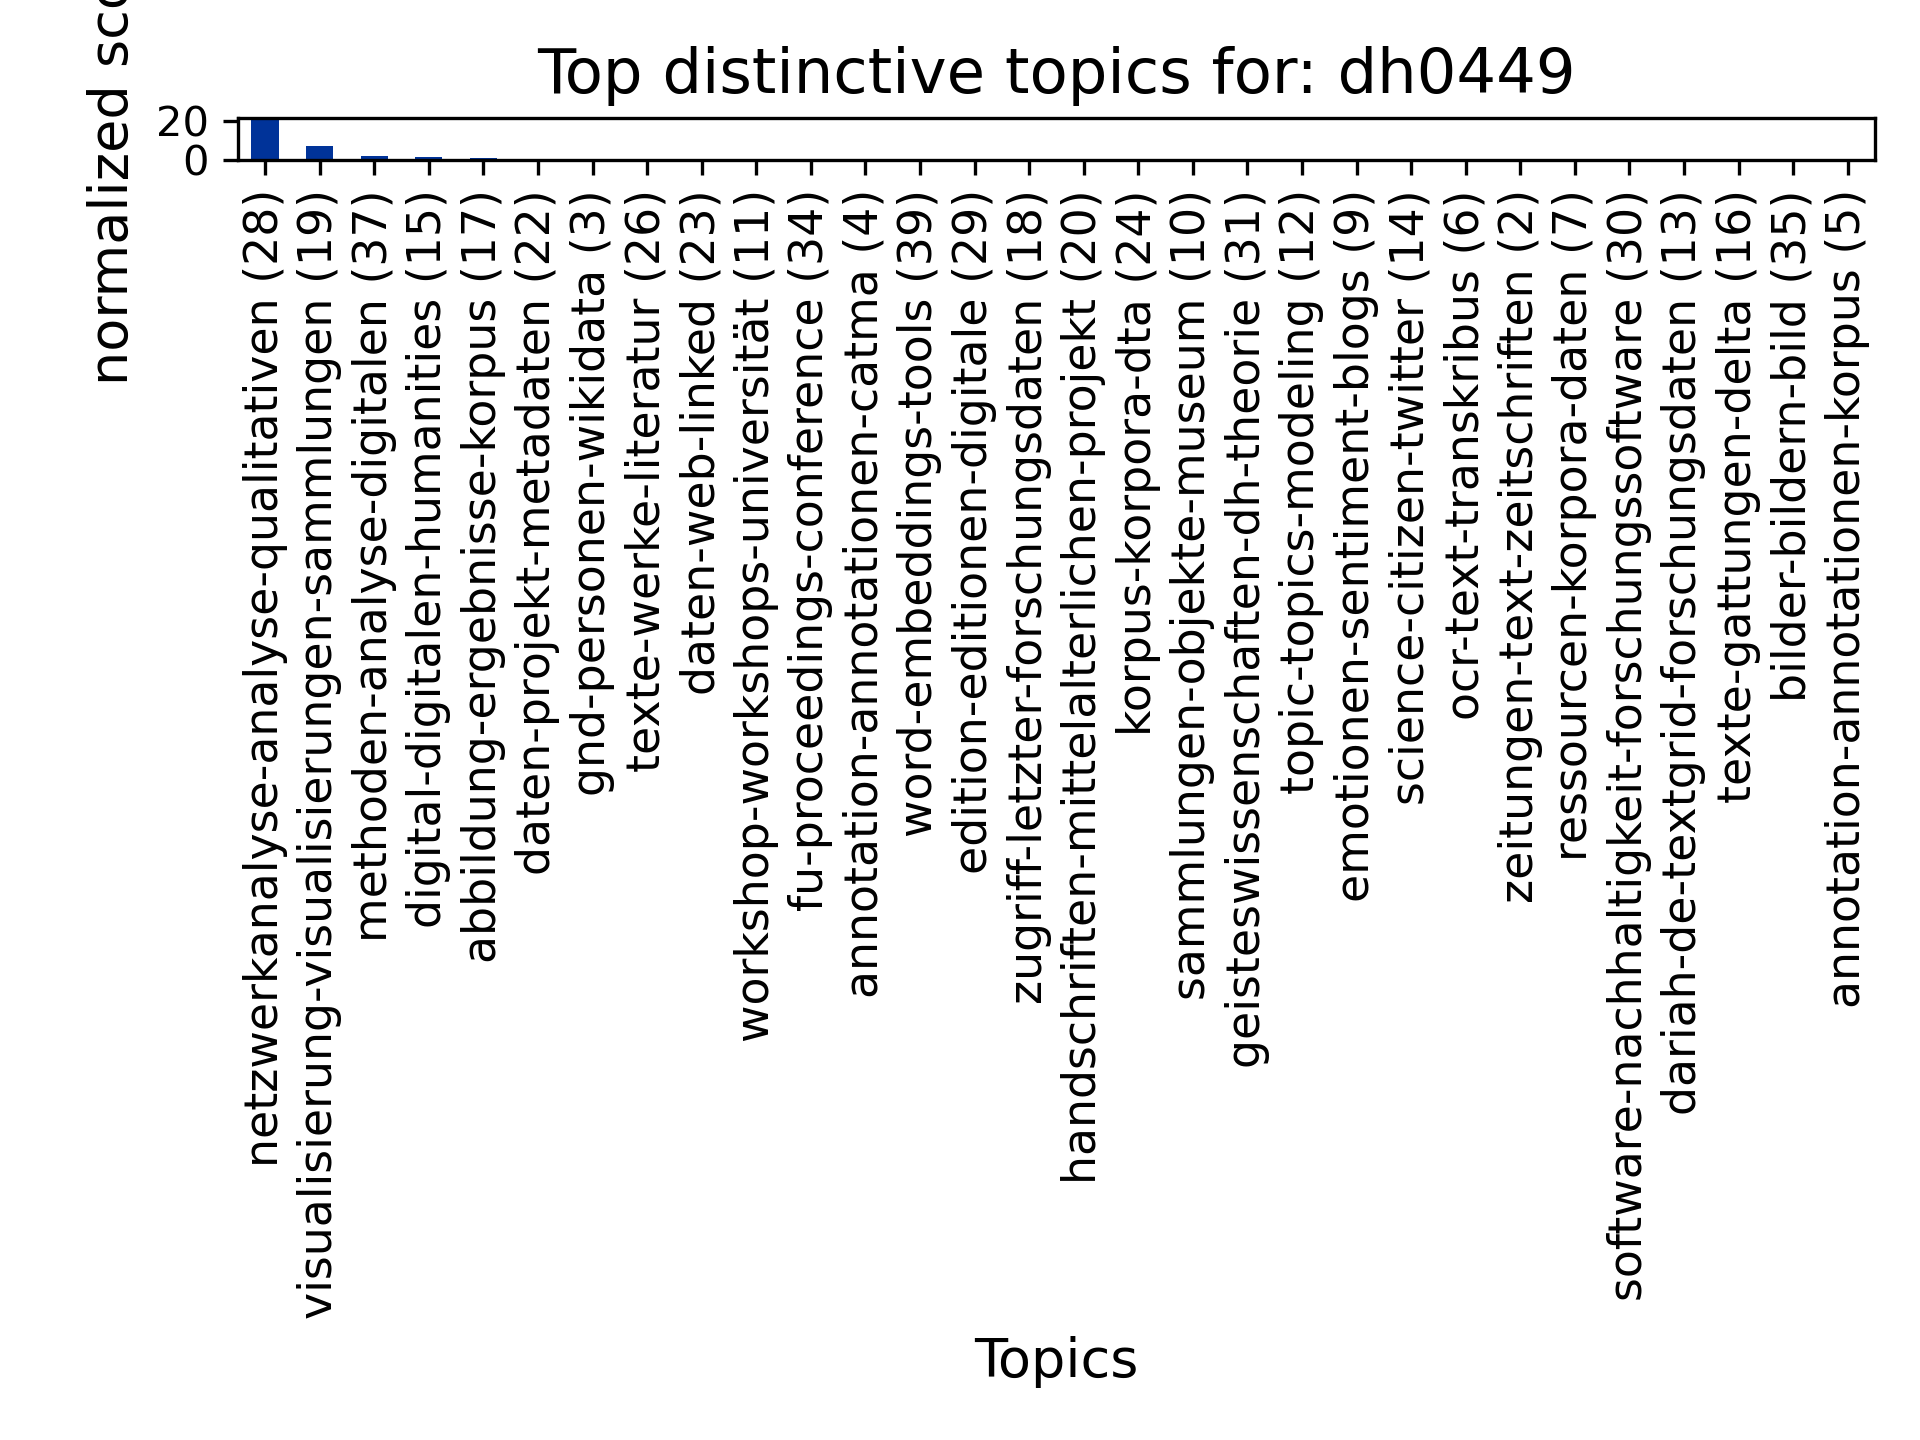 Top distinctive topics for: dh0449
normalized
20
0
netzwerkanalyse-analyse-qualitativen (28)
visualisierung-visualisierungen-sammlungen (19)
methoden-analyse-digitalen (37)
digital-digitalen-humanities (15)
abbildung-ergebnisse-korpus (17)
daten-projekt-metadaten (22)
gnd-personen-wikidata (3)
texte-werke-literatur (26)
daten-web-linked (23)
workshop-workshops-universität (11)
fu-proceedings-conference (34)
annotation-annotationen-catma (4)
word-embeddings-tools (39)
edition-editionen-digitale (29)
zugriff-letzter-forschungsdaten (18)
handschriften-mittelalterlichen-projekt (20)
korpus-korpora-dta (24)
sammlungen-objekte-museum (10)
geisteswissenschaften-dh-theorie (31)
topic-topics-modeling (12)
emotionen-sentiment-blogs (9)
science-citizen-twitter (14)
ocr-text-transkribus (6)
zeitungen-text-zeitschriften (2)
ressourcen-korpora-daten (7)
software-nachhaltigkeit-forschungssoftware (30)
dariah-de-textgrid-forschungsdaten (13)
texte-gattungen-delta (16)
bilder-bildern-bild (35)
annotation-annotationen-korpus (5)
Topics